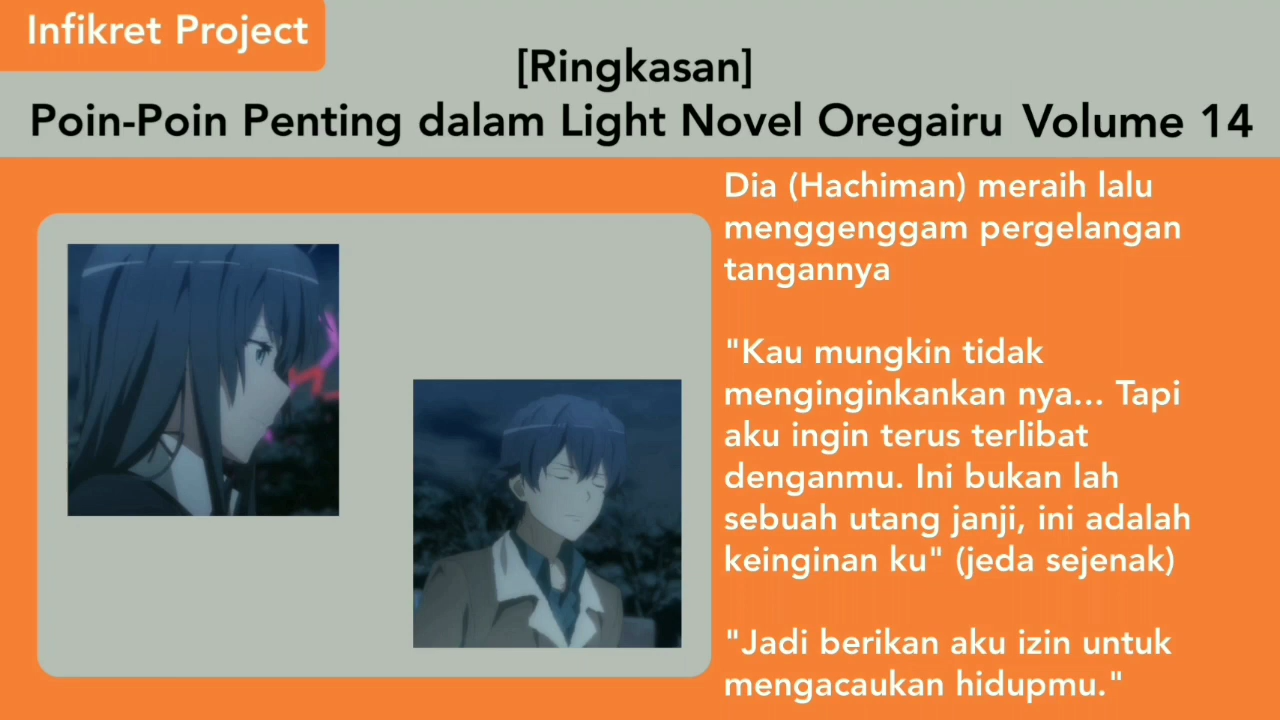 Infikret Project
[Ringkasan]
Poin-Poin Penting dalam Light Novel Oregairu Volume 14
Dia (Hachiman) meraih lalu
menggenggam pergelangan
tangannya
"Kau mungkin tidak
menginginkankan nya... Tapi
aku ingin terus terlibat
denganmu. Ini bukan lah
sebuah utang janji, ini adalah
keinginan ku" (jeda sejenak)
"Jadi berikan aku izin untuk
mengacaukan hidupmu."